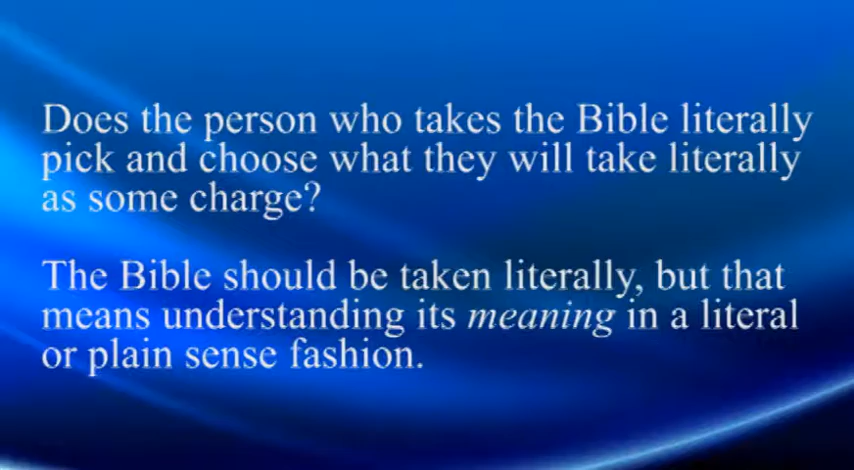 Does the person who takes the Bible literally
pick and choose what they will take literally
as some charge?
The Bible should be taken literally, but that
means understanding its meaning in a literal
or plain sense fashion.